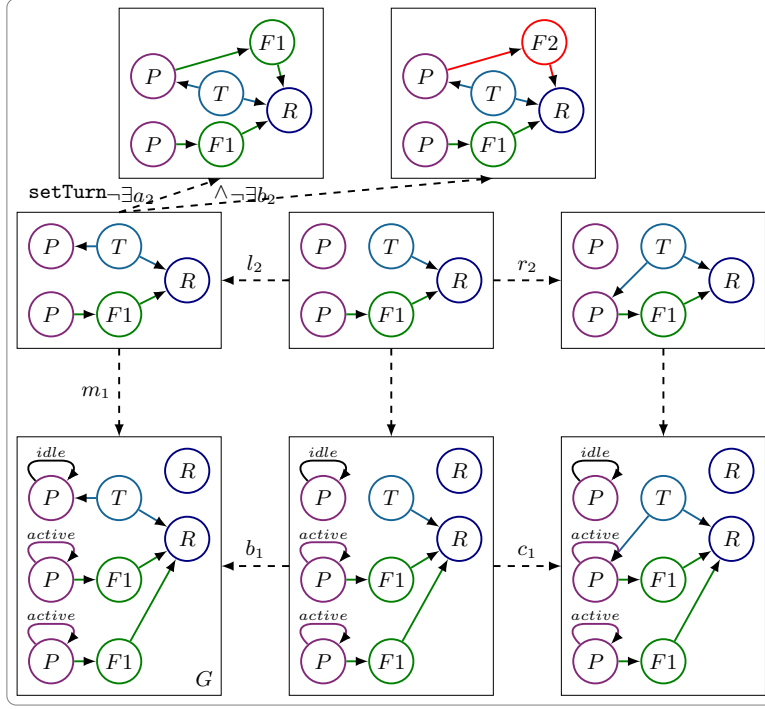 F1 F2
P P
T T
R R
P F1 P F1
setTurn ¬∃a₂ ∧ ¬∃b₂
P T P T P T
l₂ r₂
R R R
P F1 P F1 P F1
m₁
idle R idle R idle R
P T P T P T
active R active R active R
b₁ c₁
P F1 P F1 P F1
active active active
P F1 P F1 P F1
G